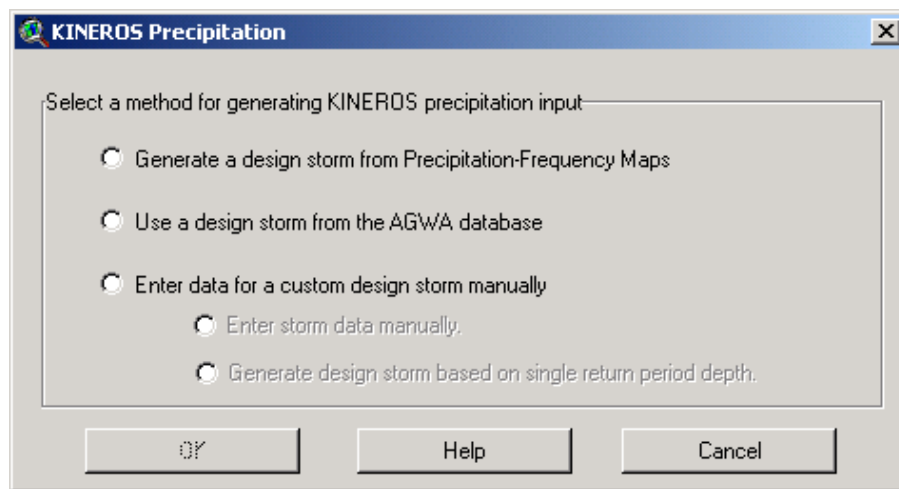 KINEROS Precipitation
Select a method for generating KINEROS precipitation input
Generate a design storm from Precipitation-Frequency Maps
Use a design storm from the AGWA database
Enter data for a custom design storm manually
Enter storm data manually.
Generate design storm based on single return period depth.
OK Help Cancel